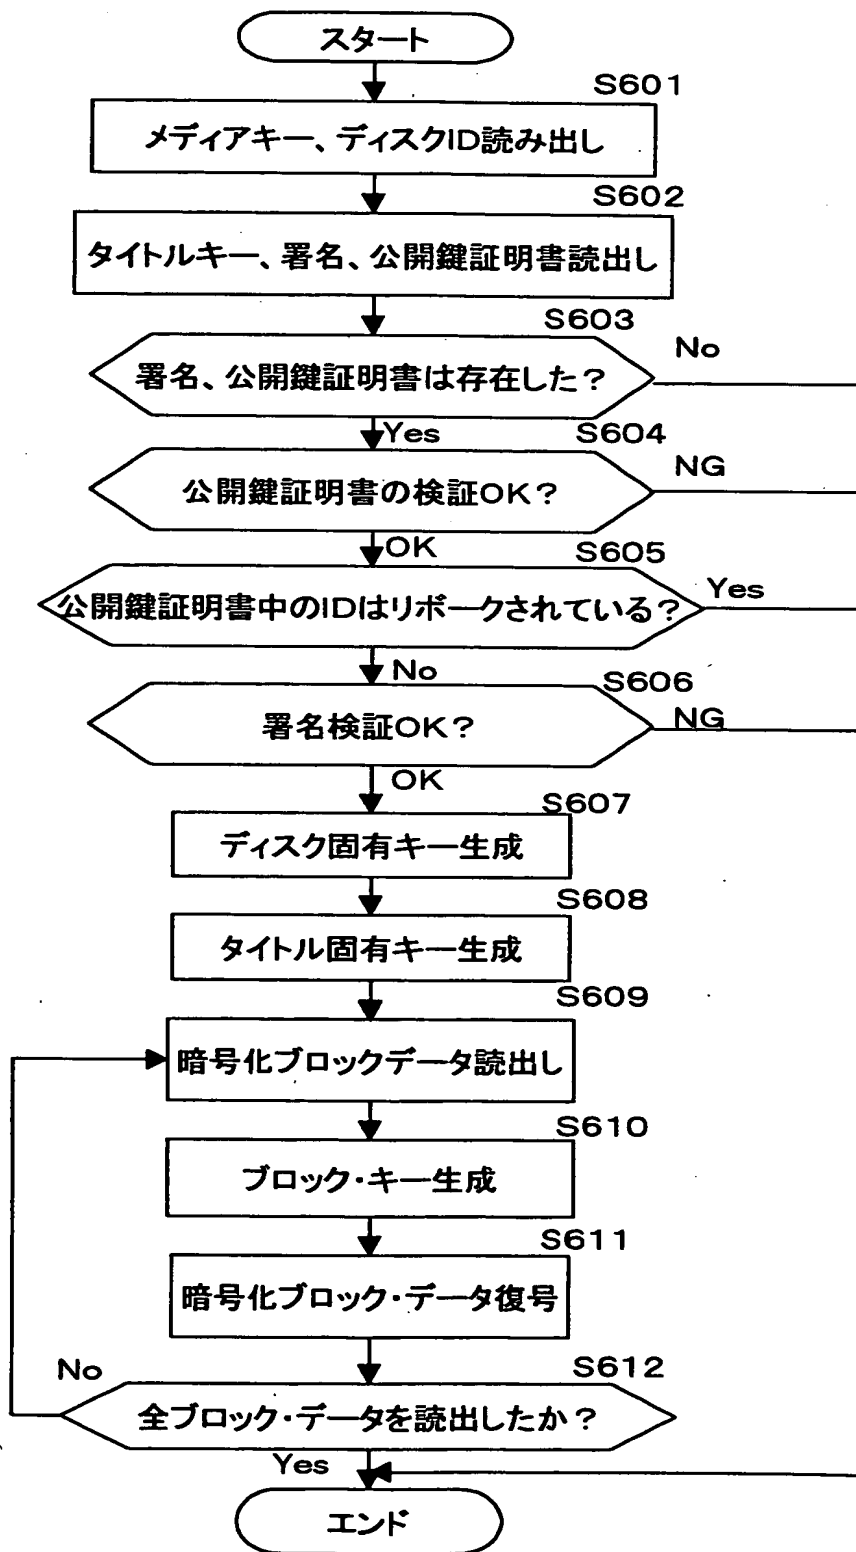 スタート
S601
メディアキー、ディスクID読み出し
S602
タイトルキー、署名、公開鍵証明書読出し
S603
署名、公開鍵証明書は存在した?
No
Yes
S604
公開鍵証明書の検証OK?
NG
OK
S605
公開鍵証明書中のIDはリボークされている?
Yes
No
S606
署名検証OK?
NG
OK
S607
ディスク固有キー生成
S608
タイトル固有キー生成
S609
暗号化ブロックデータ読出し
S610
ブロック・キー生成
S611
暗号化ブロック・データ復号
No
S612
全ブロック・データを読出したか?
Yes
エンド